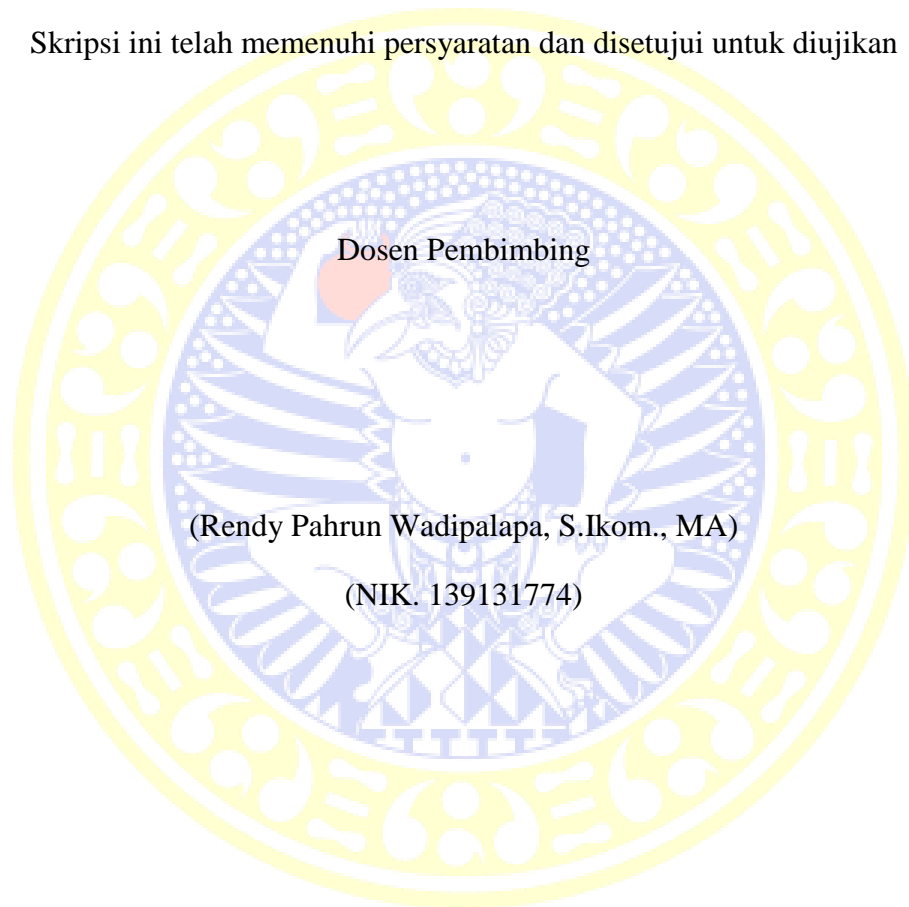 Skripsi ini telah memenuhi persyaratan dan disetujui untuk diujikan
Dosen Pembimbing
(Rendy Pahrun Wadipalapa, S.Ikom., MA)
(NIK. 139131774)